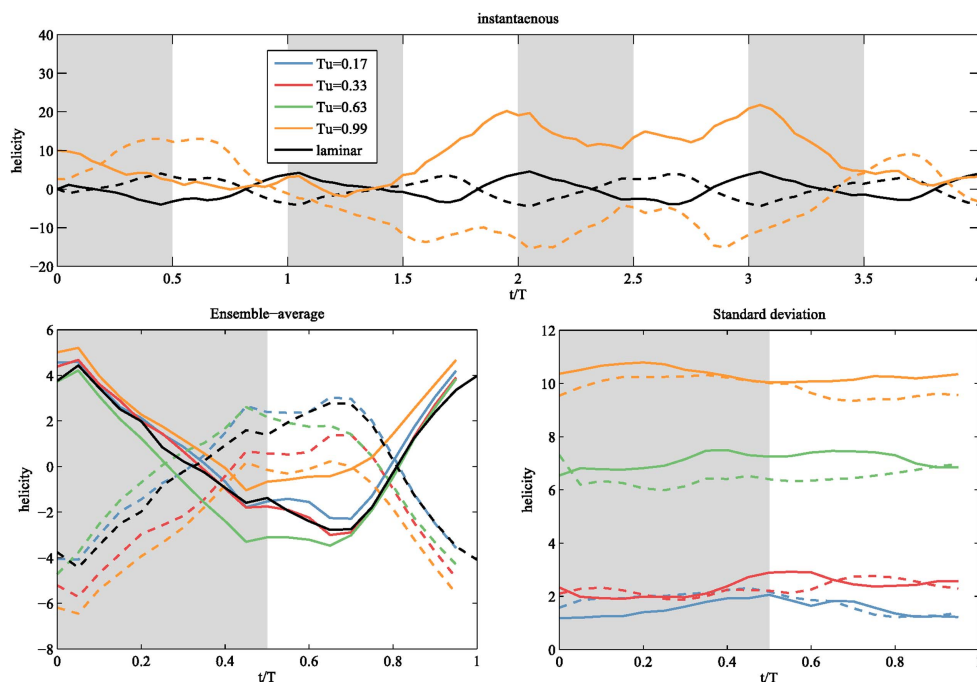 instantaenous
40
30
20
10
0
−10
−20
helicity
Tu=0.17
Tu=0.33
Tu=0.63
Tu=0.99
laminar
0 0.5 1 1.5 2 2.5 3 3.5 4
t/T
Ensemble−average
6
4
2
0
−2
−4
−6
−8
helicity
0 0.2 0.4 0.6 0.8 1
t/T
Standard deviation
12
10
8
6
4
2
0
helicity
0 0.2 0.4 0.6 0.8 1
t/T